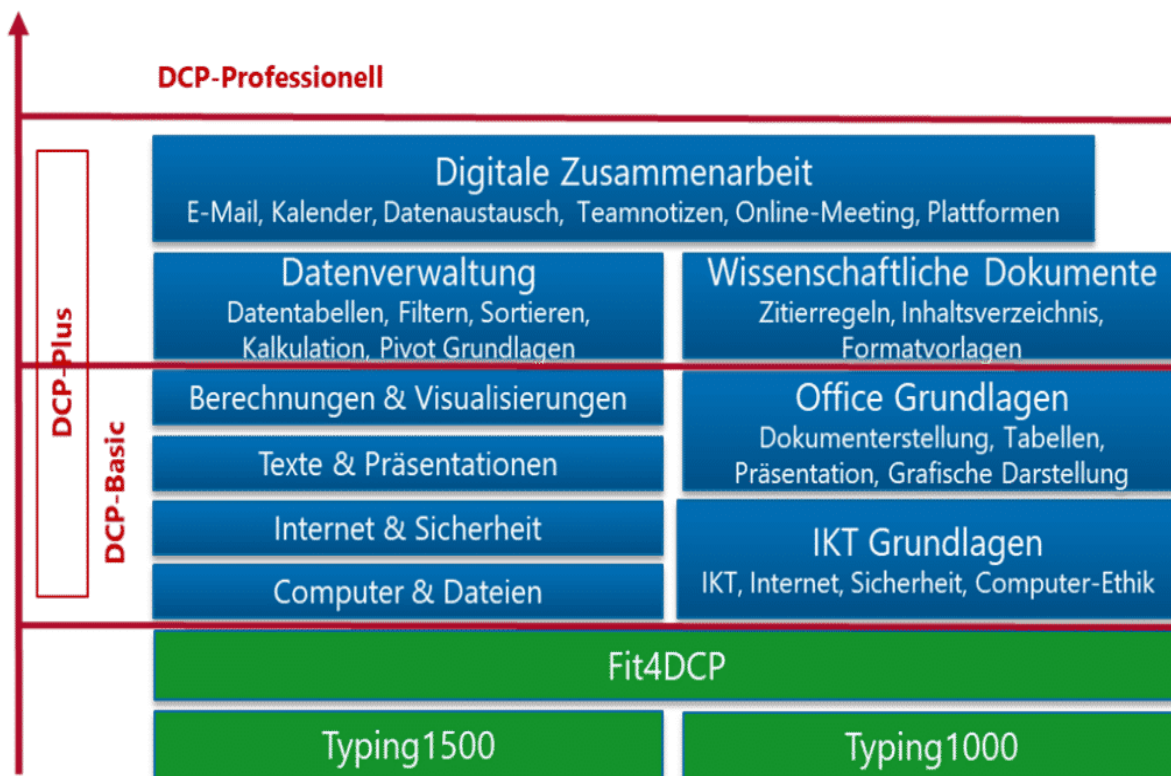 DCP-Professionell
Digitale Zusammenarbeit
E-Mail, Kalender, Datenaustausch, Teamnotizen, Online-Meeting, Plattformen
Datenverwaltung
Datentabellen, Filtern, Sortieren,
Kalkulation, Pivot Grundlagen
Wissenschaftliche Dokumente
Zitierregeln, Inhaltsverzeichnis,
Formatvorlagen
DCP-Plus
DCP-Basic
Berechnungen & Visualisierungen
Texte & Präsentationen
Internet & Sicherheit
Computer & Dateien
Office Grundlagen
Dokumenterstellung, Tabellen,
Präsentation, Grafische Darstellung
IKT Grundlagen
IKT, Internet, Sicherheit, Computer-Ethik
Fit4DCP
Typing1500
Typing1000